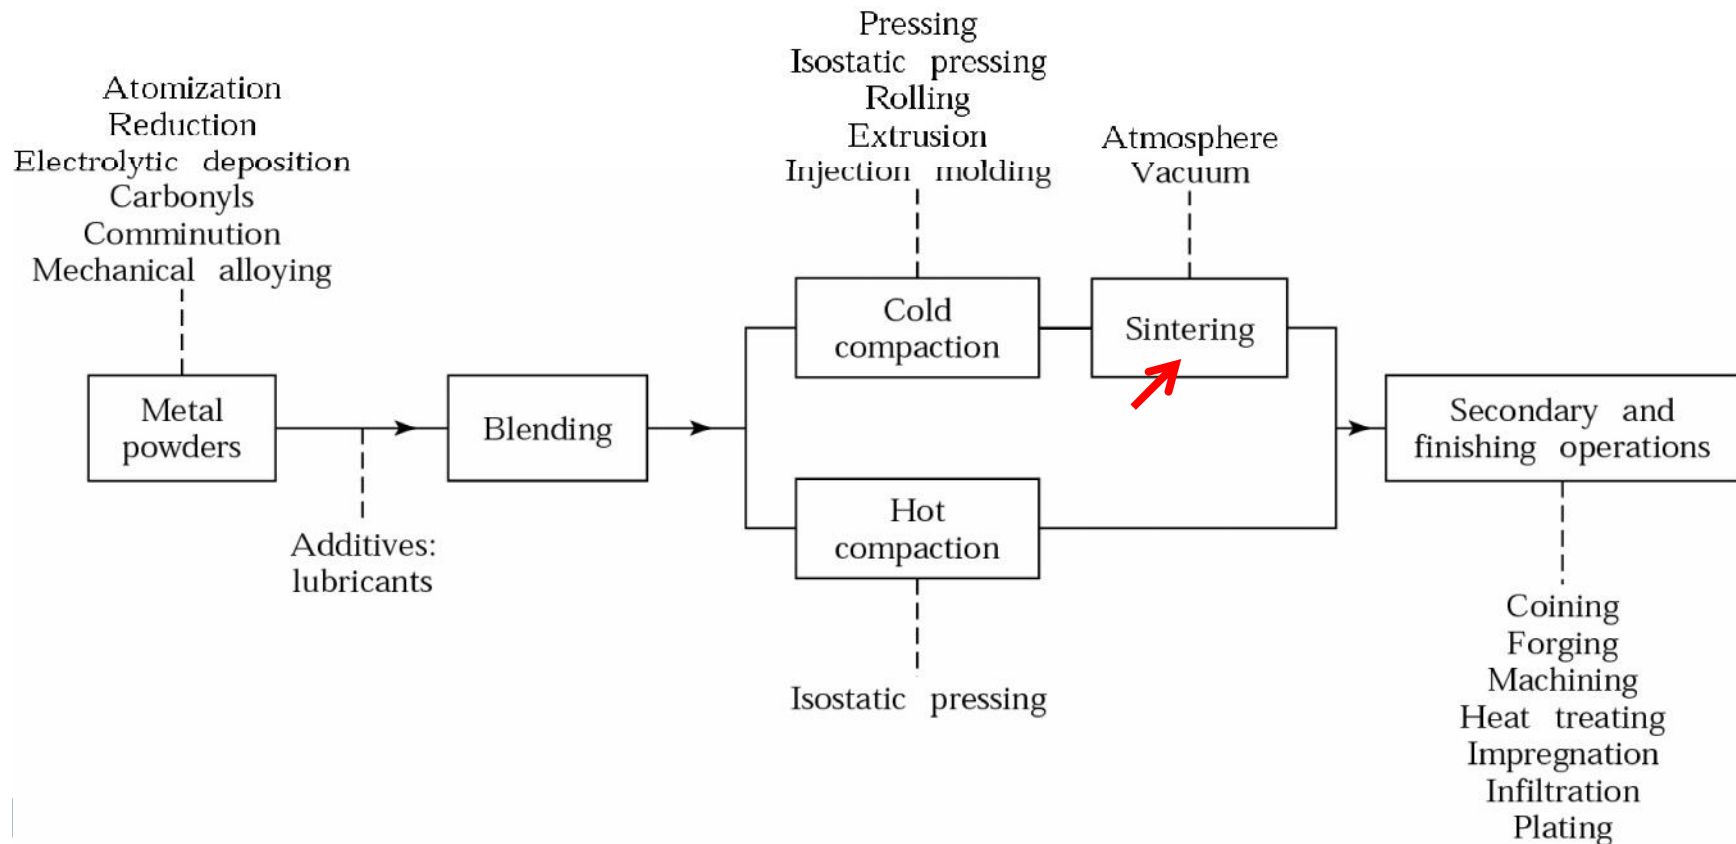 Atomization
Reduction
Electrolytic deposition
Carbonyls
Comminution
Mechanical alloying
Metal
powders
Additives:
lubricants
Blending
Pressing
Isostatic pressing
Rolling
Extrusion
Injection molding
Cold
compaction
Atmosphere
Vacuum
Sintering
Hot
compaction
Isostatic pressing
Secondary and
finishing operations
Coining
Forging
Machining
Heat treating
Impregnation
Infiltration
Plating